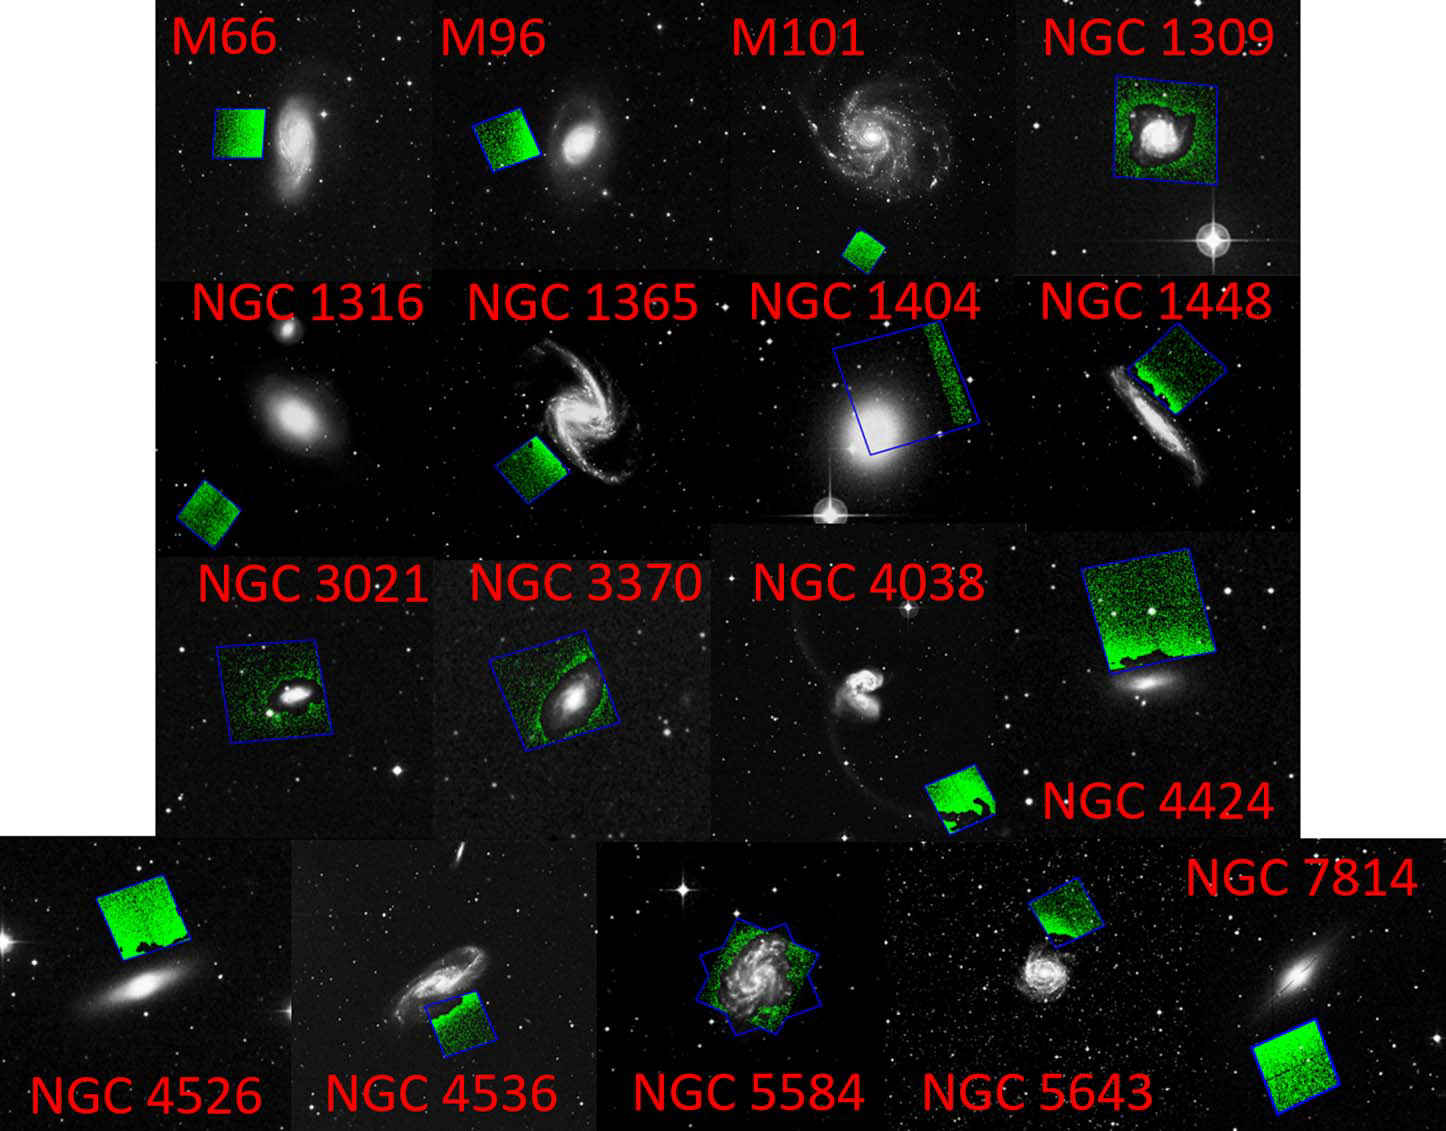 M66
M96
M101
NGC 1309
NGC 1316
NGC 1365
NGC 1404
NGC 1448
NGC 3021
NGC 3370
NGC 4038
NGC 4424
NGC 4526
NGC 4536
NGC 5584
NGC 5643
NGC 7814